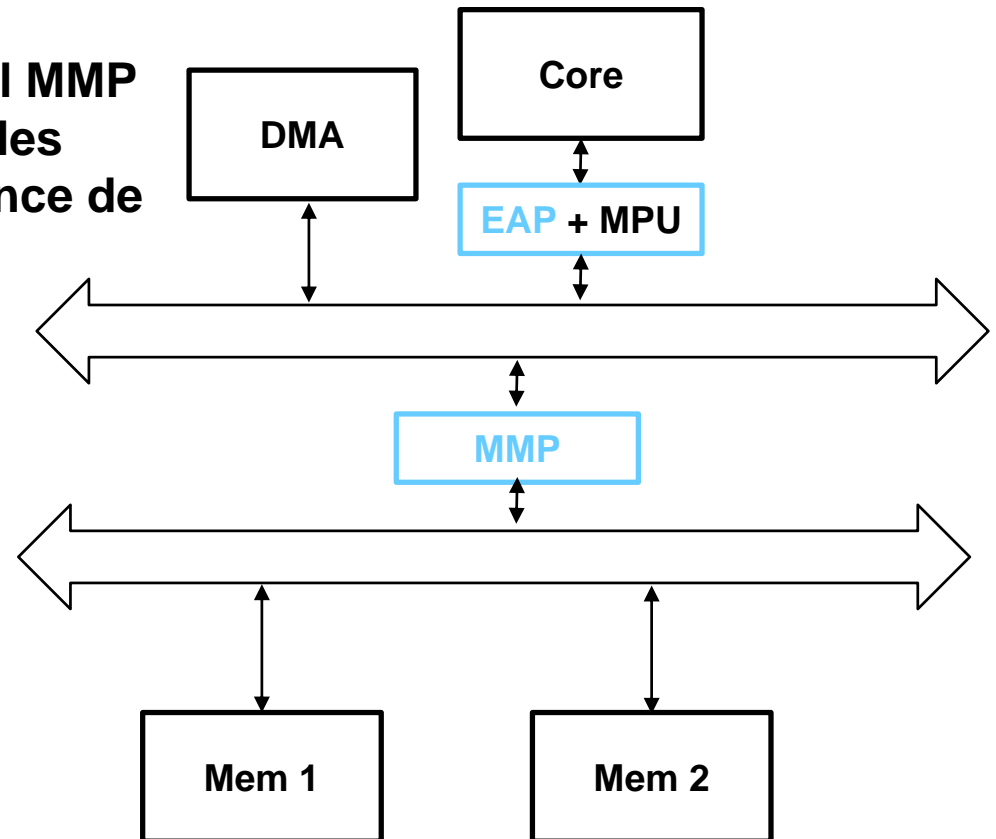 l MMP
les
nce de
DMA
Core
EAP + MPU
MMP
Mem 1
Mem 2